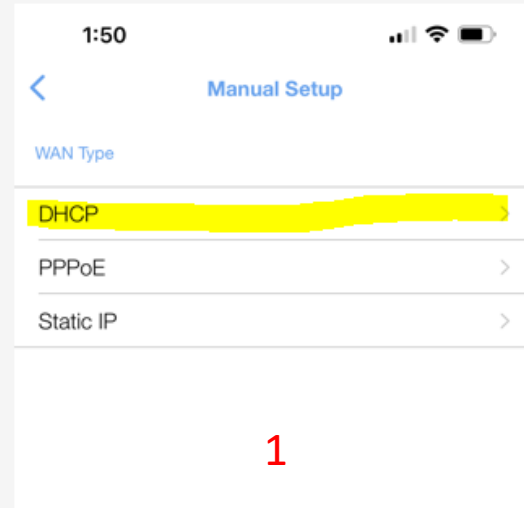 1:50
Manual Setup
WAN Type
DHCP
PPPoE
Static IP
1